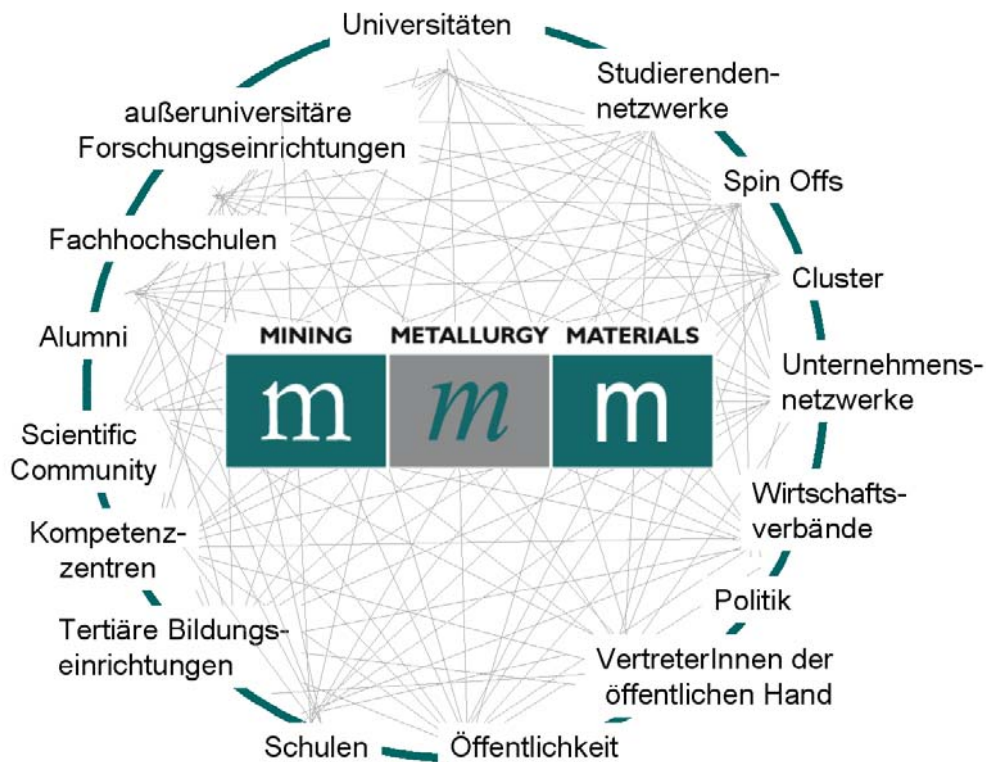 Universitäten
Studierenden-
netzwerke
außeruniversitäre
Forschungseinrichtungen
Spin Offs
Fachhochschulen
Cluster
Alumni
MINING METALLURGY MATERIALS
m m m
Unternehmens-
netzwerke
Scientific
Community
Wirtschafts-
verbände
Kompetenz-
zentren
Politik
Tertiäre Bildungs-
einrichtungen
VertreterInnen der
öffentlichen Hand
Schulen
Öffentlichkeit